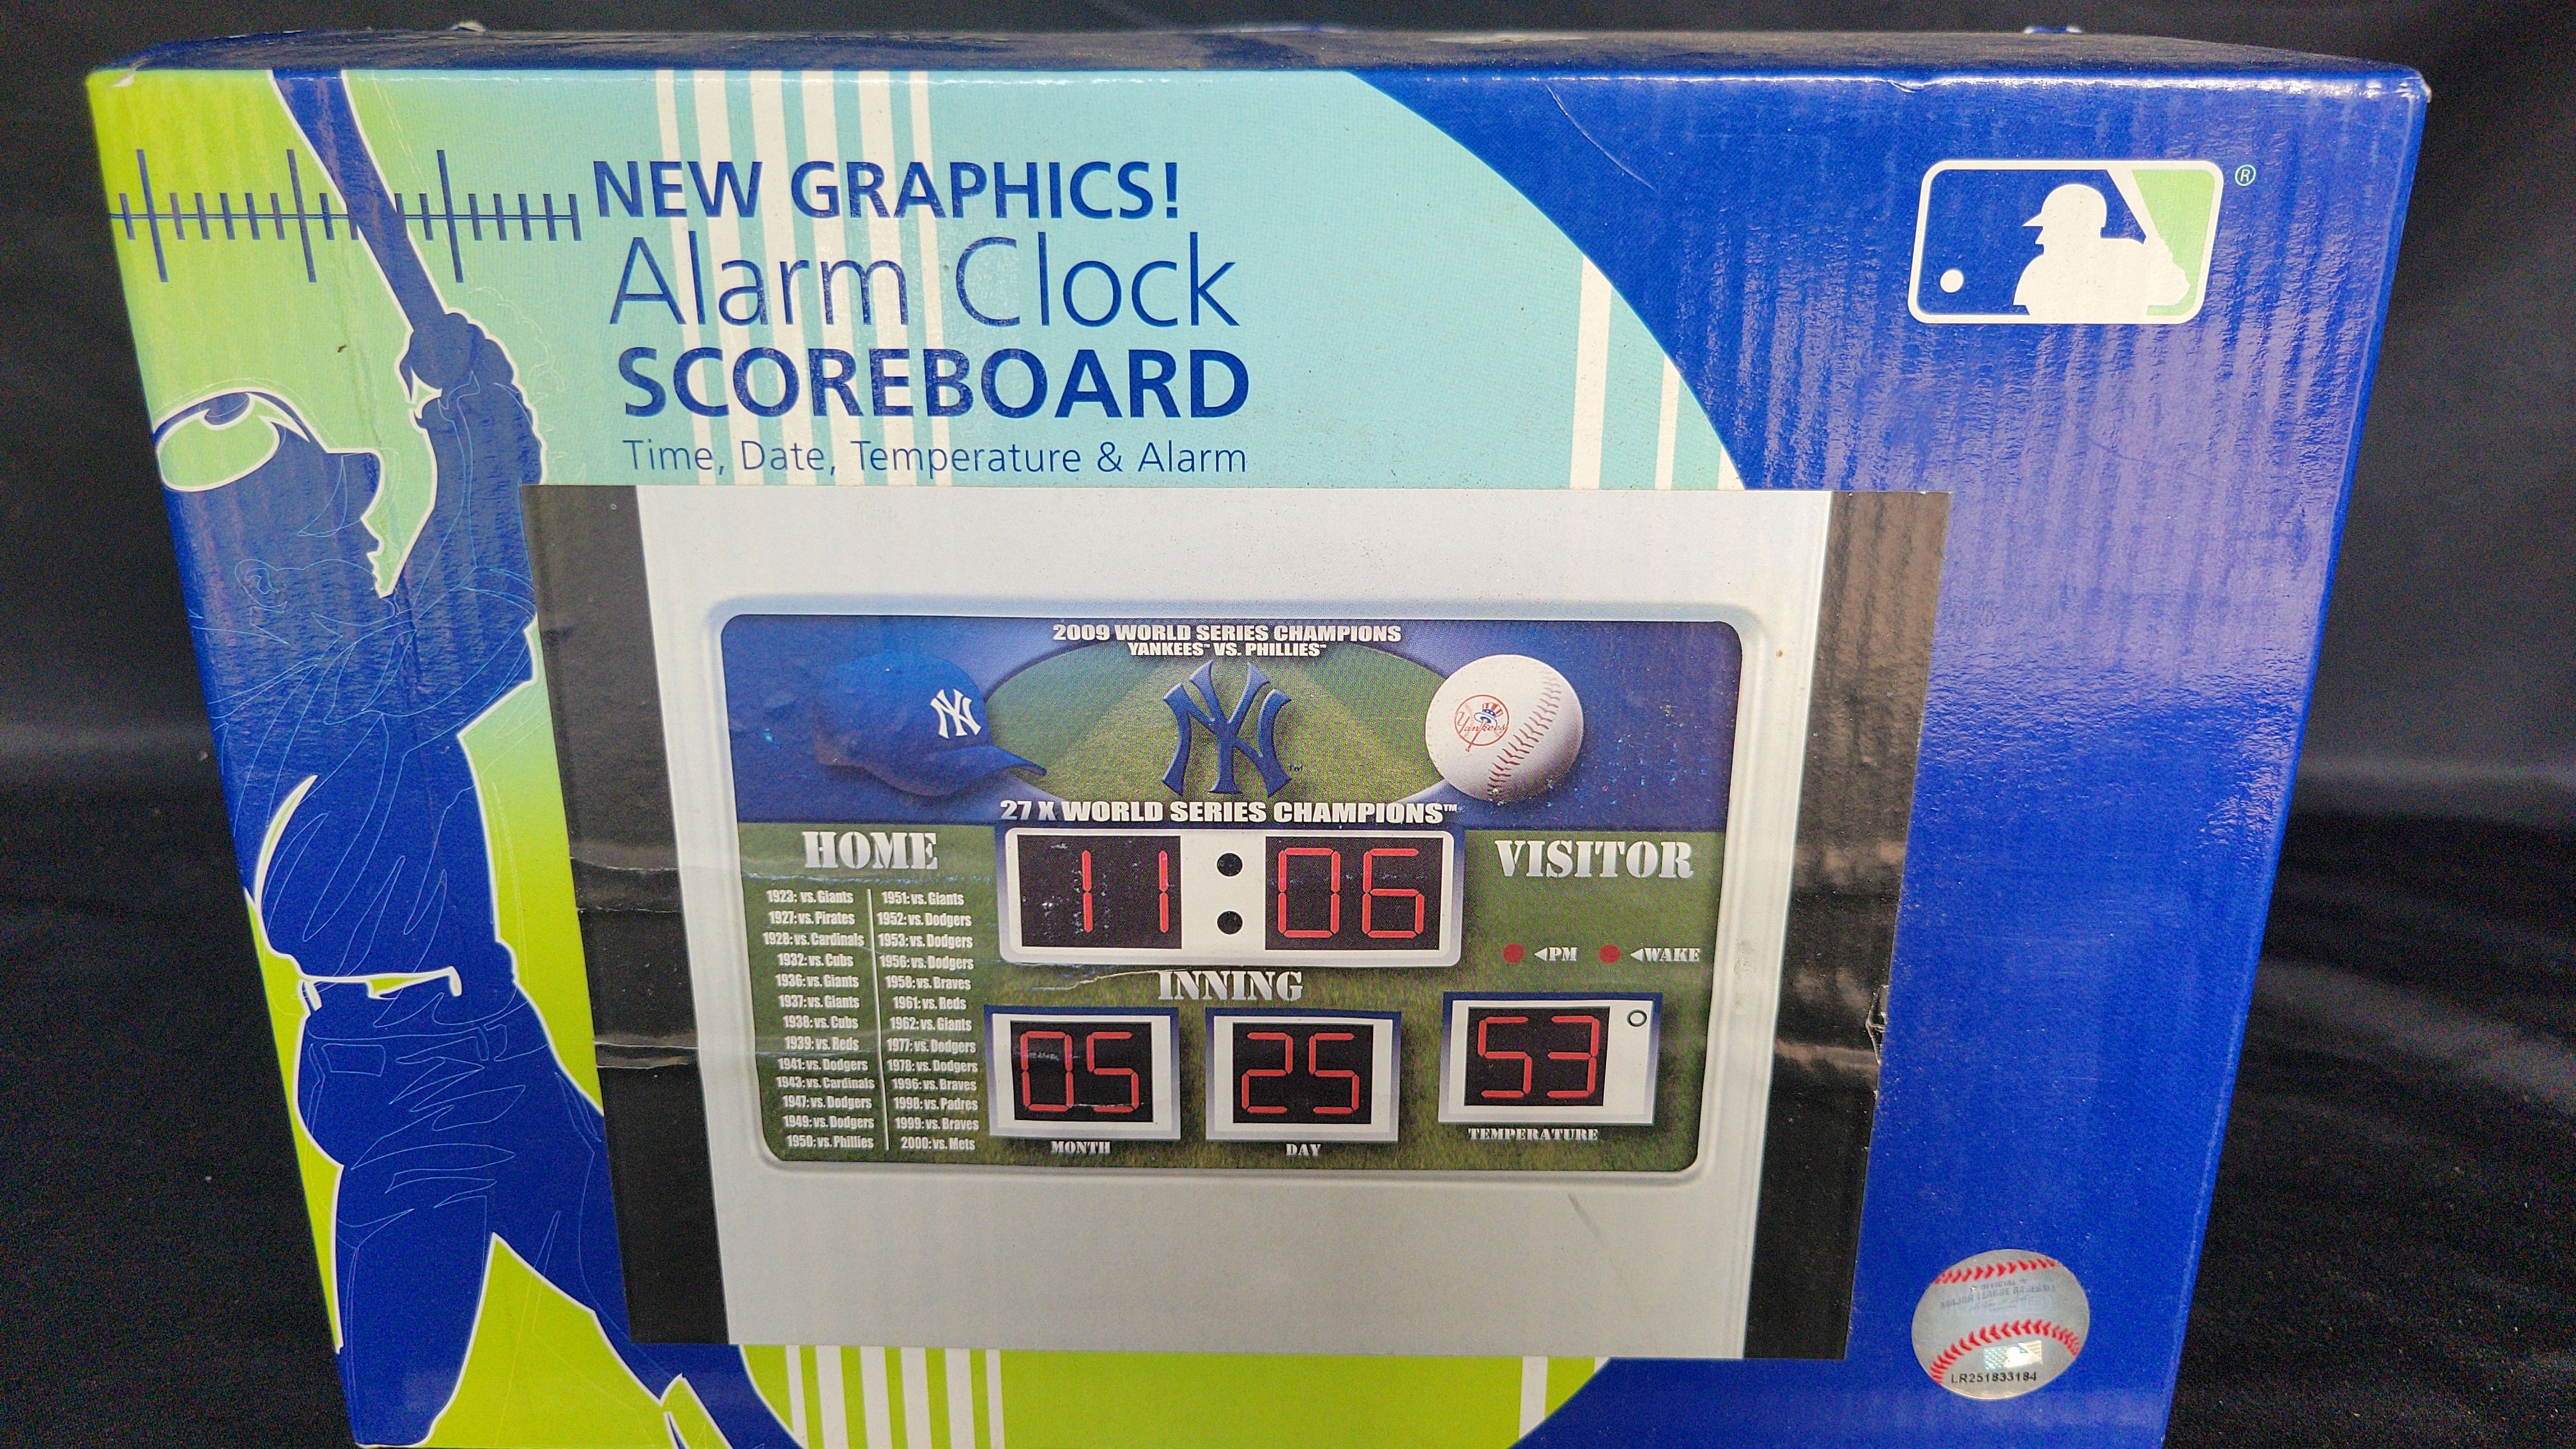 NEW GRAPHICS!
Alarm Clock
SCOREBOARD
Time, Date, Temperature & Alarm
®
2009 WORLD SERIES CHAMPIONS
YANKEES™ VS. PHILLIES™
NY
NY
TM
Yankees
27 X WORLD SERIES CHAMPIONS™
HOME
11:06
VISITOR
1923: vs. Giants
1927: vs. Pirates
1928: vs. Cardinals
1932: vs. Cubs
1936: vs. Giants
1937: vs. Giants
1938: vs. Cubs
1939: vs. Reds
1941: vs. Dodgers
1943: vs. Cardinals
1947: vs. Dodgers
1949: vs. Dodgers
1950: vs. Phillies
1951: vs. Giants
1952: vs. Dodgers
1953: vs. Dodgers
1956: vs. Dodgers
1958: vs. Braves
1961: vs. Reds
1962: vs. Giants
1977: vs. Dodgers
1978: vs. Dodgers
1996: vs. Braves
1998: vs. Padres
1999: vs. Braves
2000: vs. Mets
◄PM ◄WAKE
INNING
05 25 53°
MONTH DAY TEMPERATURE
LR251833184